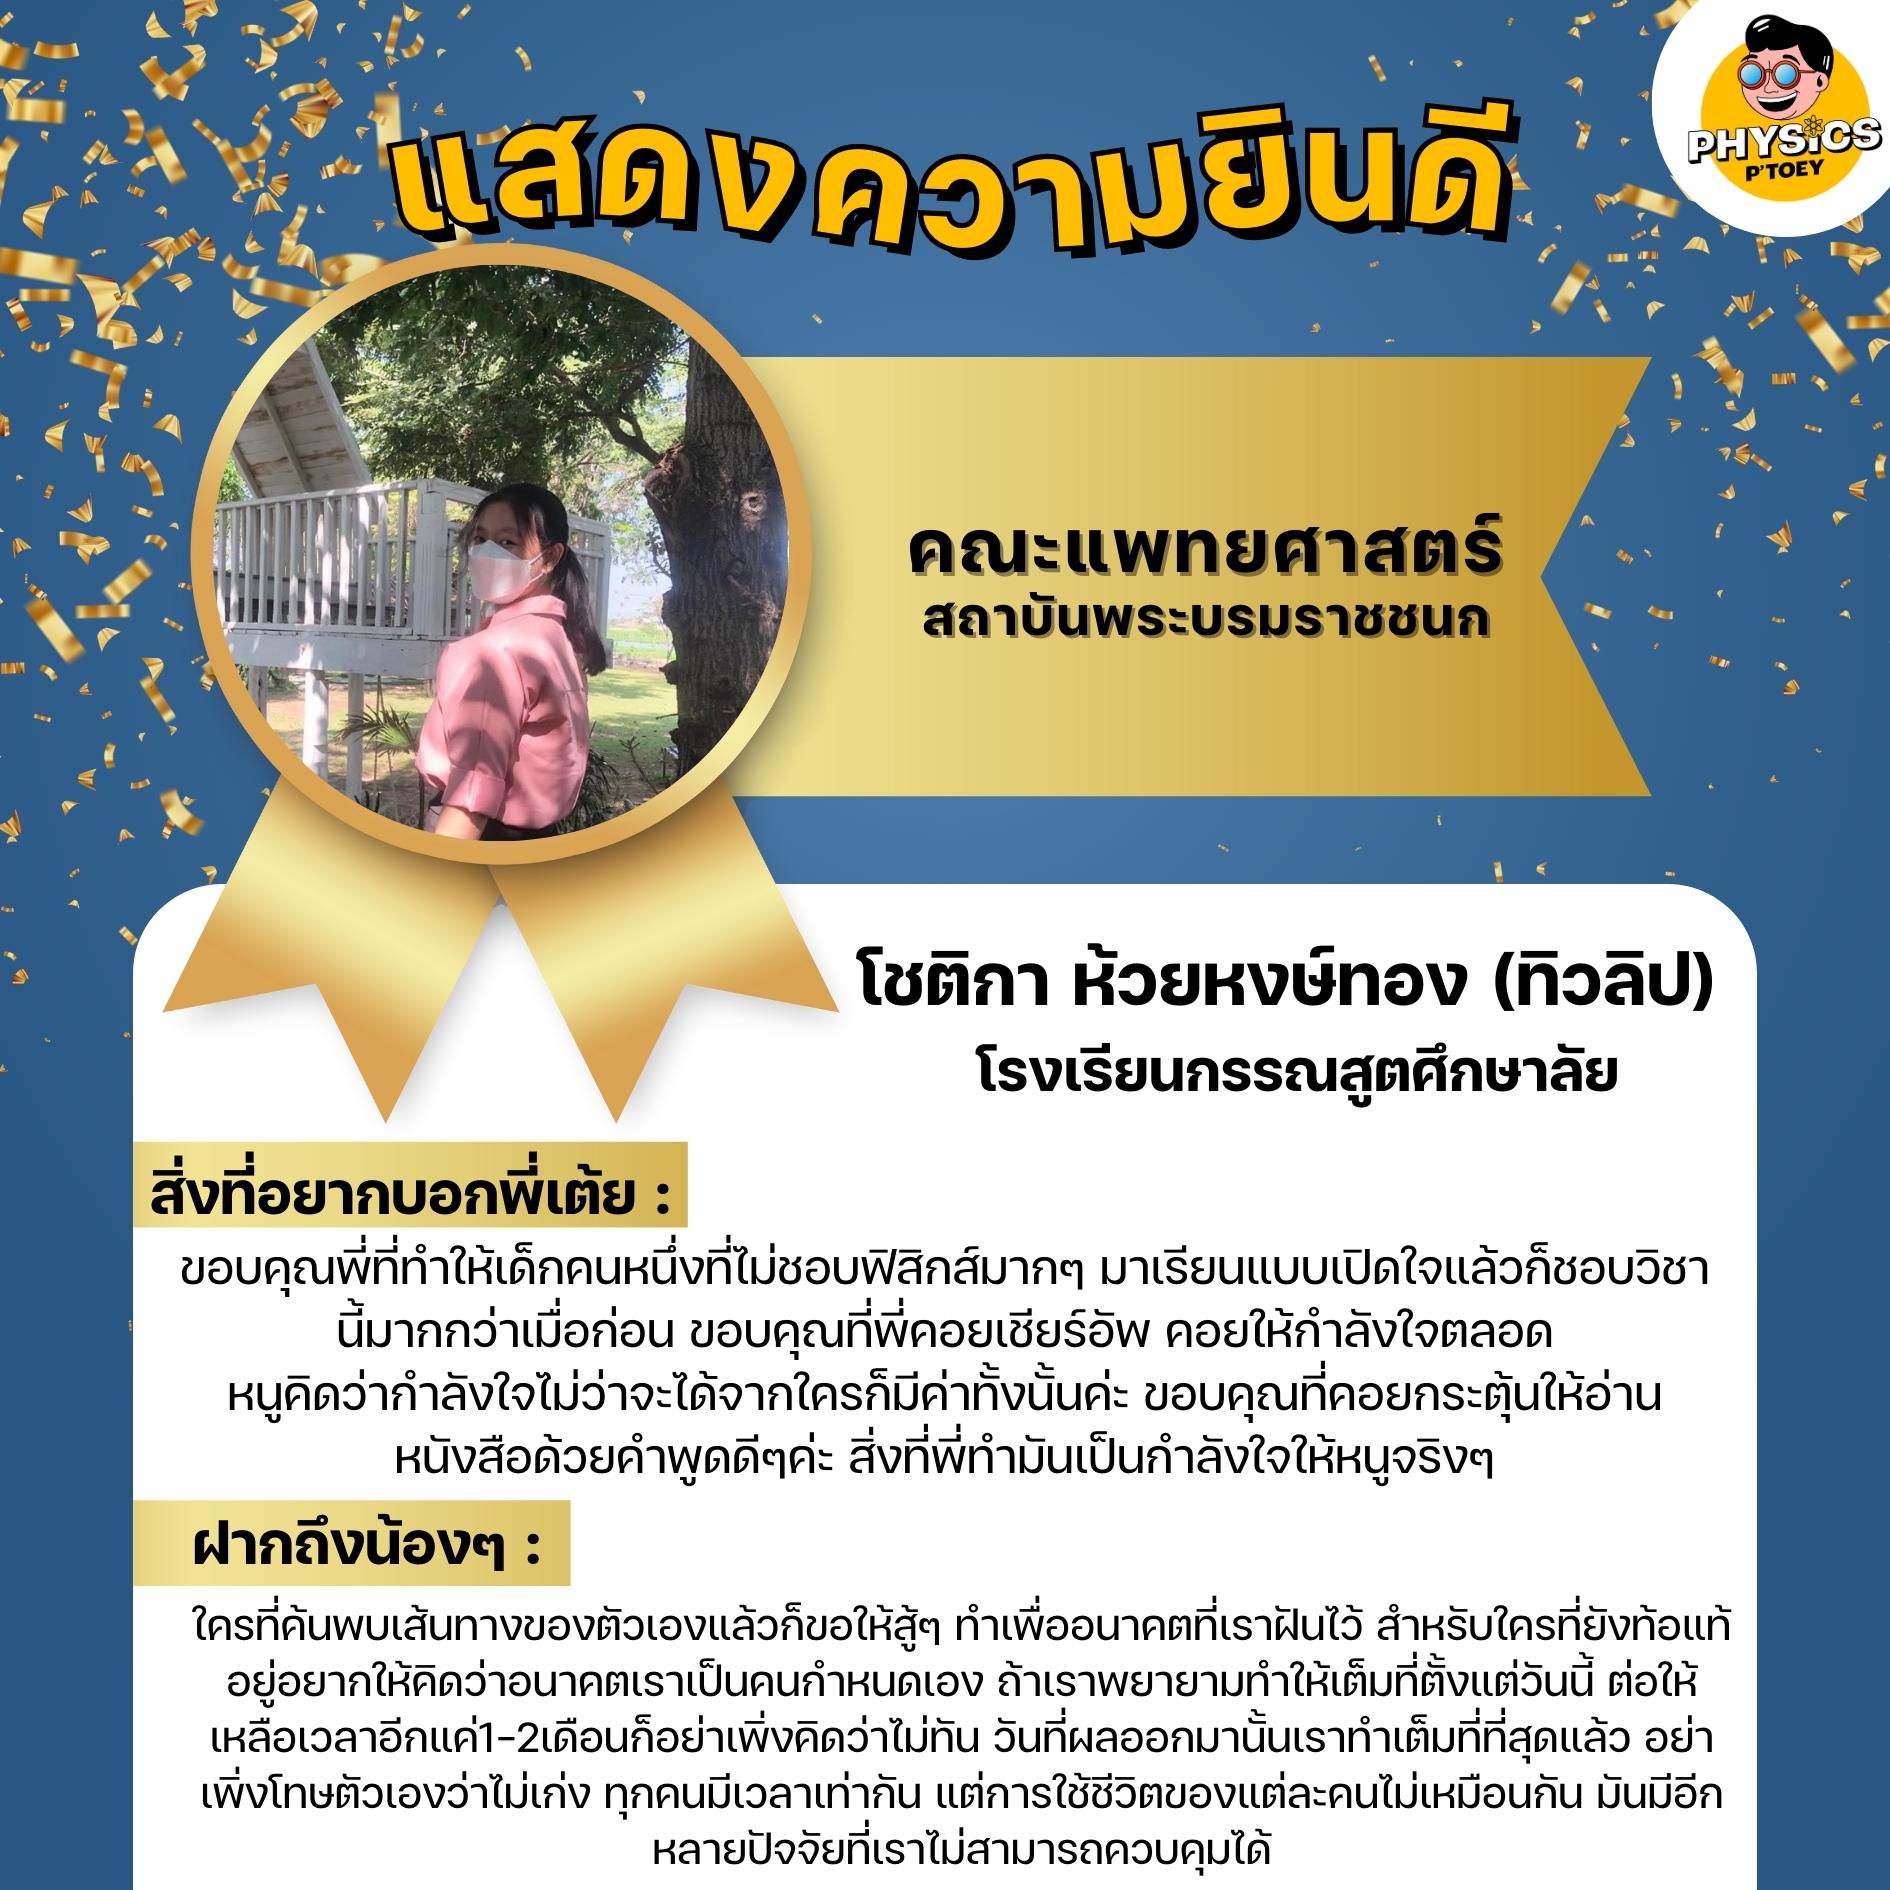 แสดงความยินดี
PHYSICS
P'TOEY
คณะแพทยศาสตร์
สถาบันพระบรมราชชนก
โชติกา ห้วยหงษ์ทอง (ทิวลิป)
โรงเรียนกรรณสูตศึกษาลัย
สิ่งที่อยากบอกพี่เต้ย :
ขอบคุณพี่ที่ทำให้เด็กคนหนึ่งที่ไม่ชอบฟิสิกส์มากๆ มาเรียนแบบเปิดใจแล้วก็ชอบวิชา
นี้มากกว่าเมื่อก่อน ขอบคุณที่พี่คอยเชียร์อัพ คอยให้กำลังใจตลอด
หนูคิดว่ากำลังใจไม่ว่าจะได้จากใครก็มีค่าทั้งนั้นค่ะ ขอบคุณที่คอยกระตุ้นให้อ่าน
หนังสือด้วยคำพูดดีๆค่ะ สิ่งที่พี่ทำมันเป็นกำลังใจให้หนูจริงๆ
ฝากถึงน้องๆ :
ใครที่ค้นพบเส้นทางของตัวเองแล้วก็ขอให้สู้ๆ ทำเพื่ออนาคตที่เราฝันไว้ สำหรับใครที่ยังท้อแท้
อยู่อยากให้คิดว่าอนาคตเราเป็นคนกำหนดเอง ถ้าเราพยายามทำให้เต็มที่ตั้งแต่วันนี้ ต่อให้
เหลือเวลาอีกแค่1-2เดือนก็อย่าเพิ่งคิดว่าไม่ทัน วันที่ผลออกมานั้นเราทำเต็มที่ที่สุดแล้ว อย่า
เพิ่งโทษตัวเองว่าไม่เก่ง ทุกคนมีเวลาเท่ากัน แต่การใช้ชีวิตของแต่ละคนไม่เหมือนกัน มันมีอีก
หลายปัจจัยที่เราไม่สามารถควบคุมได้